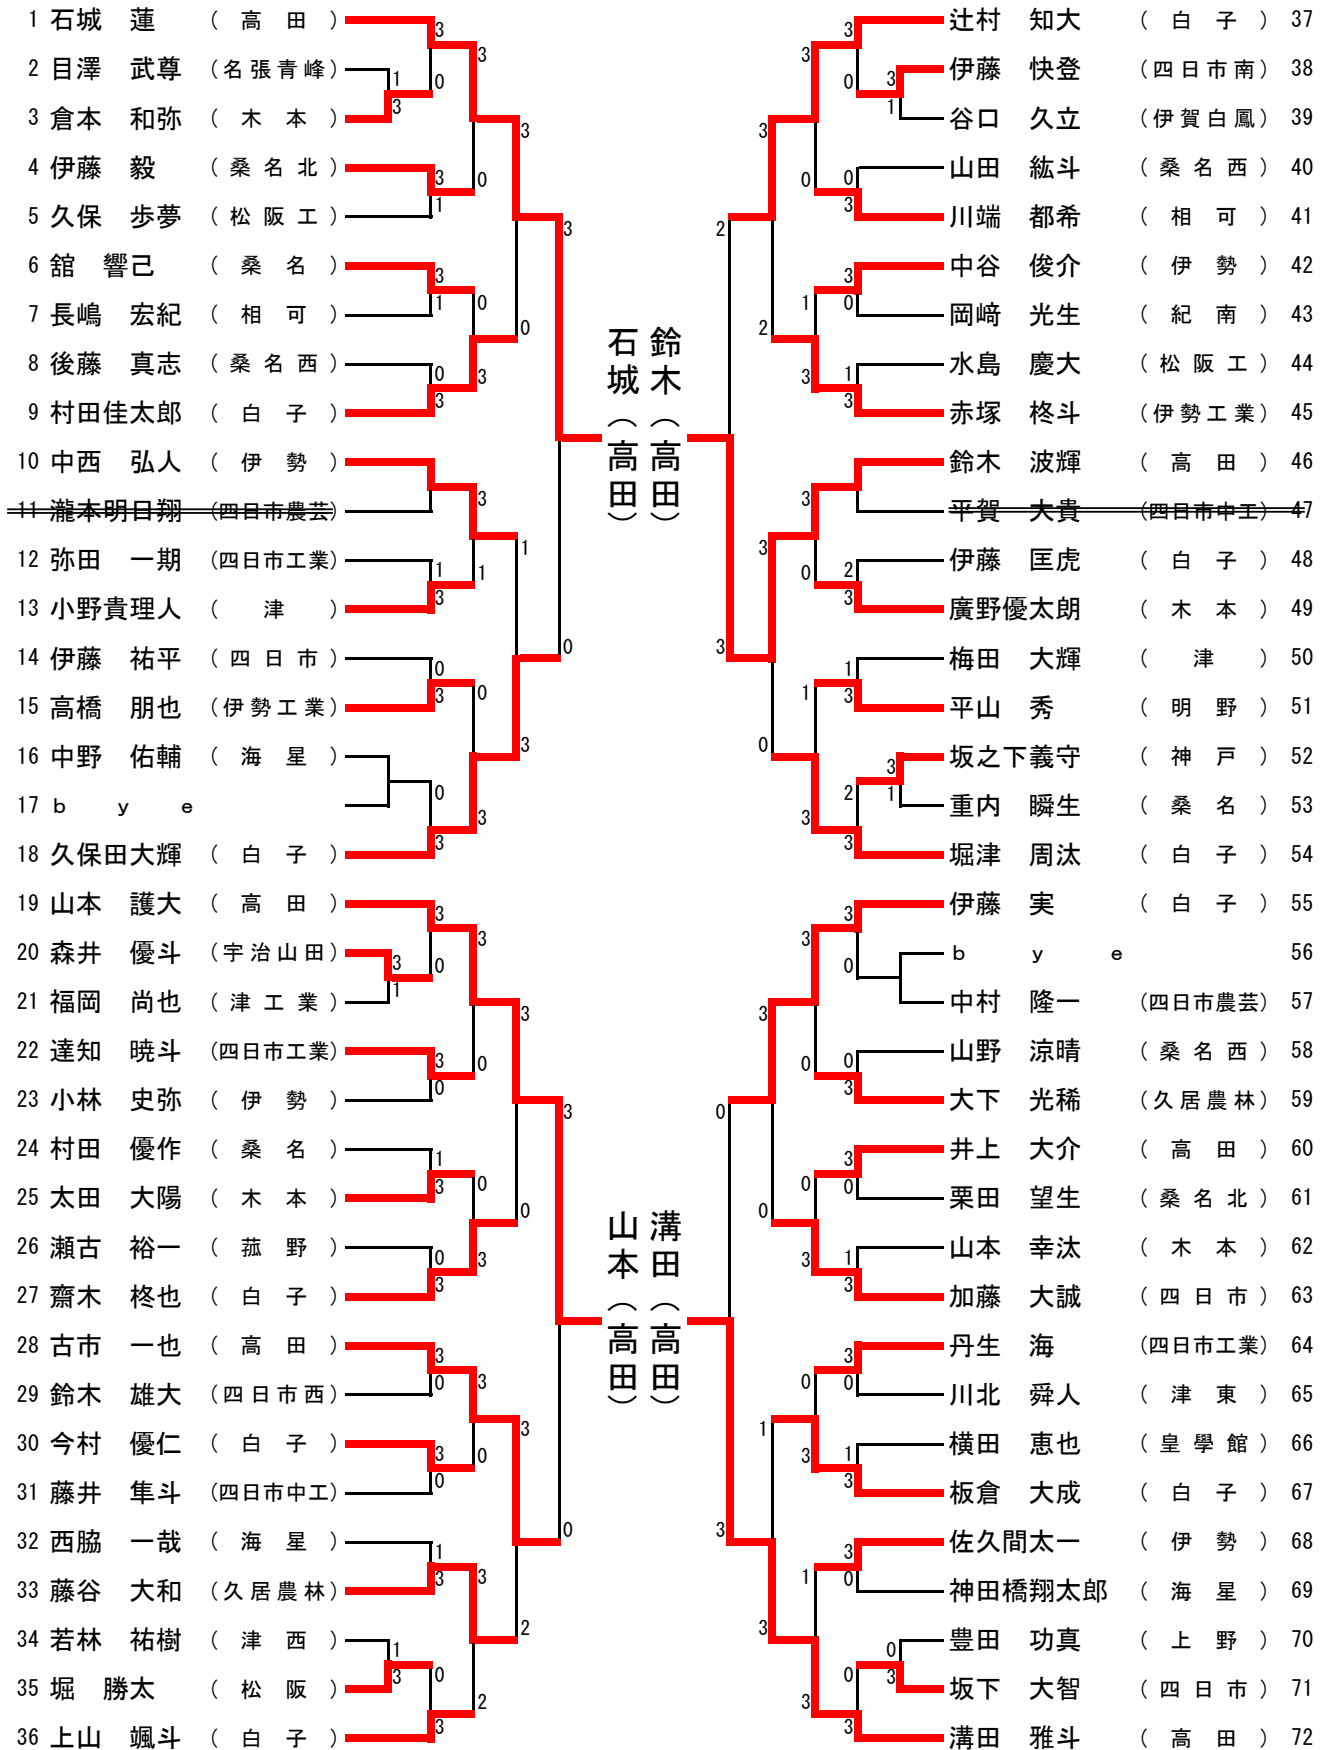 1 石城　蓮 （ 高　田 ）
2 目澤　武尊 （名張青峰）
3 倉本　和弥 （ 木　本 ）
4 伊藤　毅 （ 桑 名 北 ）
5 久保　歩夢 （ 松 阪 工 ）
6 舘　響己 （ 桑　名 ）
7 長嶋　宏紀 （ 相　可 ）
8 後藤　真志 （ 桑 名 西 ）
9 村田佳太郎 （ 白　子 ）
10 中西　弘人 （ 伊　勢 ）
11 瀧本明日翔 （四日市農芸）
12 弥田　一期 （四日市工業）
13 小野貴理人 （ 津 ）
14 伊藤　祐平 （ 四 日 市 ）
15 高橋　朋也 （伊勢工業）
16 中野　佑輔 （ 海　星 ）
17 ｂ ｙ ｅ
18 久保田大輝 （ 白　子 ）
19 山本　護大 （ 高　田 ）
20 森井　優斗 （宇治山田）
21 福岡　尚也 （ 津 工 業 ）
22 達知　暁斗 （四日市工業）
23 小林　史弥 （ 伊　勢 ）
24 村田　優作 （ 桑　名 ）
25 太田　大陽 （ 木　本 ）
26 瀬古　裕一 （ 菰　野 ）
27 齋木　柊也 （ 白　子 ）
28 古市　一也 （ 高　田 ）
29 鈴木　雄大 （四日市西）
30 今村　優仁 （ 白　子 ）
31 藤井　隼斗 （四日市中工）
32 西脇　一哉 （ 海　星 ）
33 藤谷　大和 （久居農林）
34 若林　祐樹 （ 津　西 ）
35 堀　勝太 （ 松　阪 ）
36 上山　颯斗 （ 白　子 ）
石城（高田）
鈴木（高田）
山本（高田）
溝田（高田）
辻村　知大 （ 白　子 ） 37
伊藤　快登 （四日市南） 38
谷口　久立 （伊賀白鳳） 39
山田　紘斗 （ 桑 名 西 ） 40
川端　都希 （ 相　可 ） 41
中谷　俊介 （ 伊　勢 ） 42
岡﨑　光生 （ 紀　南 ） 43
水島　慶大 （ 松 阪 工 ） 44
赤塚　柊斗 （伊勢工業） 45
鈴木　波輝 （ 高　田 ） 46
平賀　大貴 （四日市中工） 47
伊藤　匡虎 （ 白　子 ） 48
廣野優太朗 （ 木　本 ） 49
梅田　大輝 （ 津 ） 50
平山　秀 （ 明　野 ） 51
坂之下義守 （ 神　戸 ） 52
重内　瞬生 （ 桑　名 ） 53
堀津　周汰 （ 白　子 ） 54
伊藤　実 （ 白　子 ） 55
ｂ ｙ ｅ 56
中村　隆一 （四日市農芸） 57
山野　涼晴 （ 桑 名 西 ） 58
大下　光稀 （久居農林） 59
井上　大介 （ 高　田 ） 60
栗田　望生 （ 桑 名 北 ） 61
山本　幸汰 （ 木　本 ） 62
加藤　大誠 （ 四 日 市 ） 63
丹生　海 （四日市工業） 64
川北　舜人 （ 津　東 ） 65
横田　恵也 （ 皇 學 館 ） 66
板倉　大成 （ 白　子 ） 67
佐久間太一 （ 伊　勢 ） 68
神田橋翔太郎 （ 海　星 ） 69
豊田　功真 （ 上　野 ） 70
坂下　大智 （ 四 日 市 ） 71
溝田　雅斗 （ 高　田 ） 72